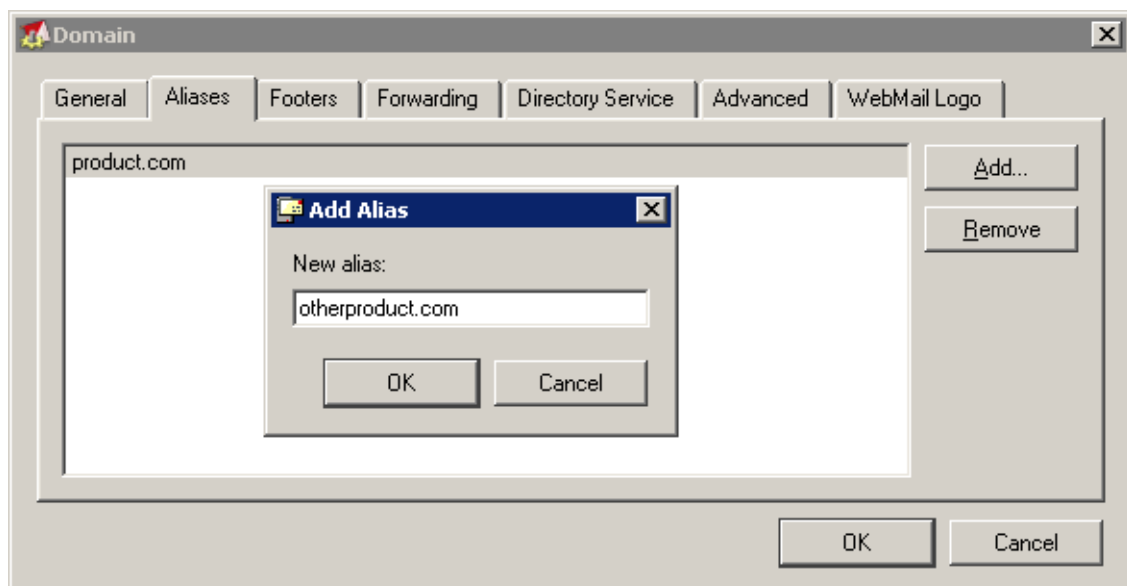 Domain
General Aliases Footers Forwarding Directory Service Advanced WebMail Logo
product.com
Add...
Remove
Add Alias
New alias:
otherproduct.com
OK Cancel
OK Cancel